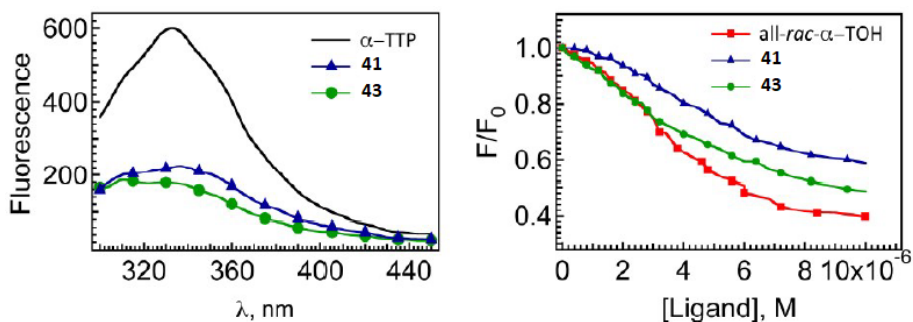 600
400
200
Fluorescence
α–TTP
41
43
320
360
400
440
λ, nm
1.0
0.8
0.6
0.4
F/F₀
all-rac-α–TOH
41
43
0
2
4
6
8
10x10⁻⁶
[Ligand], M